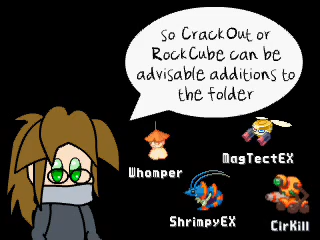 so CrackOut or
RockCube can be
advisable additions to
the folder
MagTectEX
Whomper
ShrimpyEX
CirKill